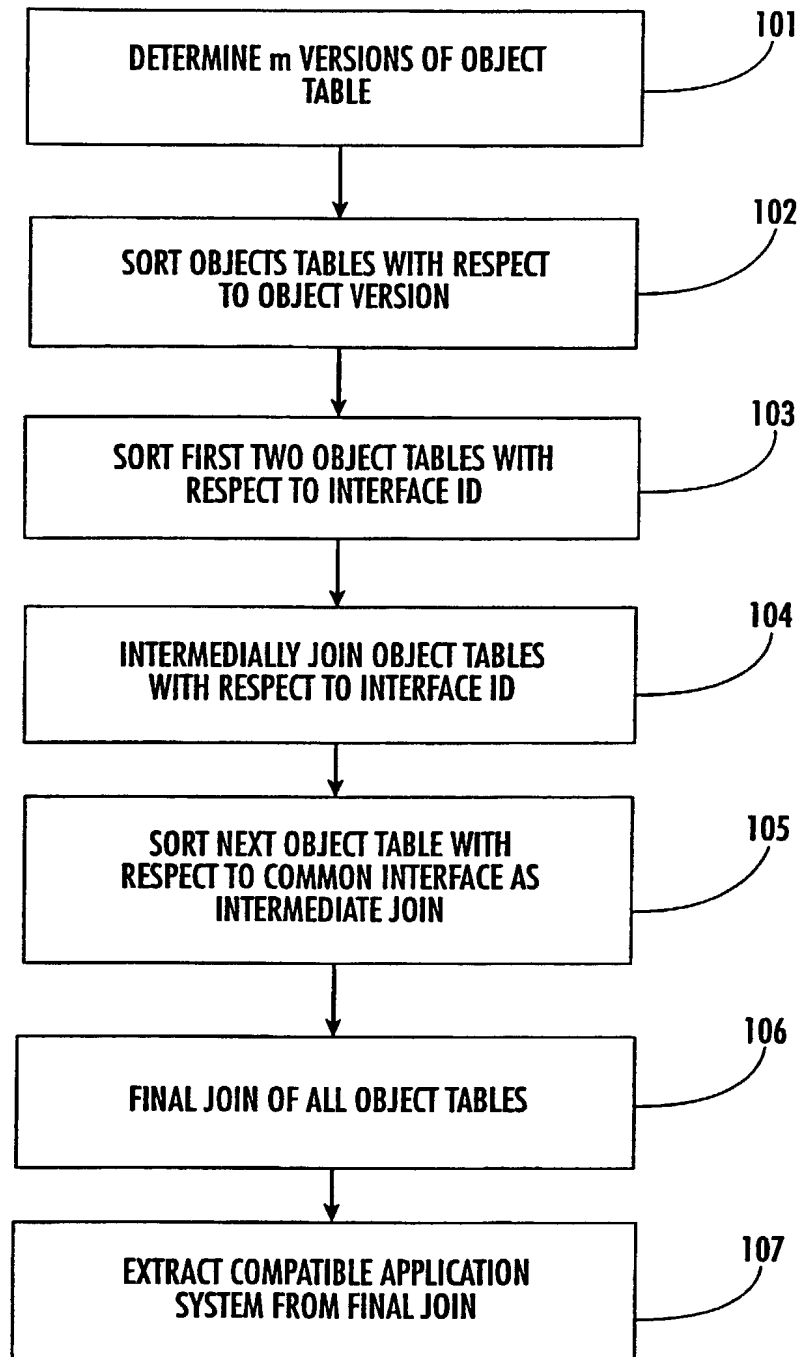 101
DETERMINE m VERSIONS OF OBJECT
TABLE
102
SORT OBJECTS TABLES WITH RESPECT
TO OBJECT VERSION
103
SORT FIRST TWO OBJECT TABLES WITH
RESPECT TO INTERFACE ID
104
INTERMEDIALLY JOIN OBJECT TABLES
WITH RESPECT TO INTERFACE ID
105
SORT NEXT OBJECT TABLE WITH
RESPECT TO COMMON INTERFACE AS
INTERMEDIATE JOIN
106
FINAL JOIN OF ALL OBJECT TABLES
107
EXTRACT COMPATIBLE APPLICATION
SYSTEM FROM FINAL JOIN